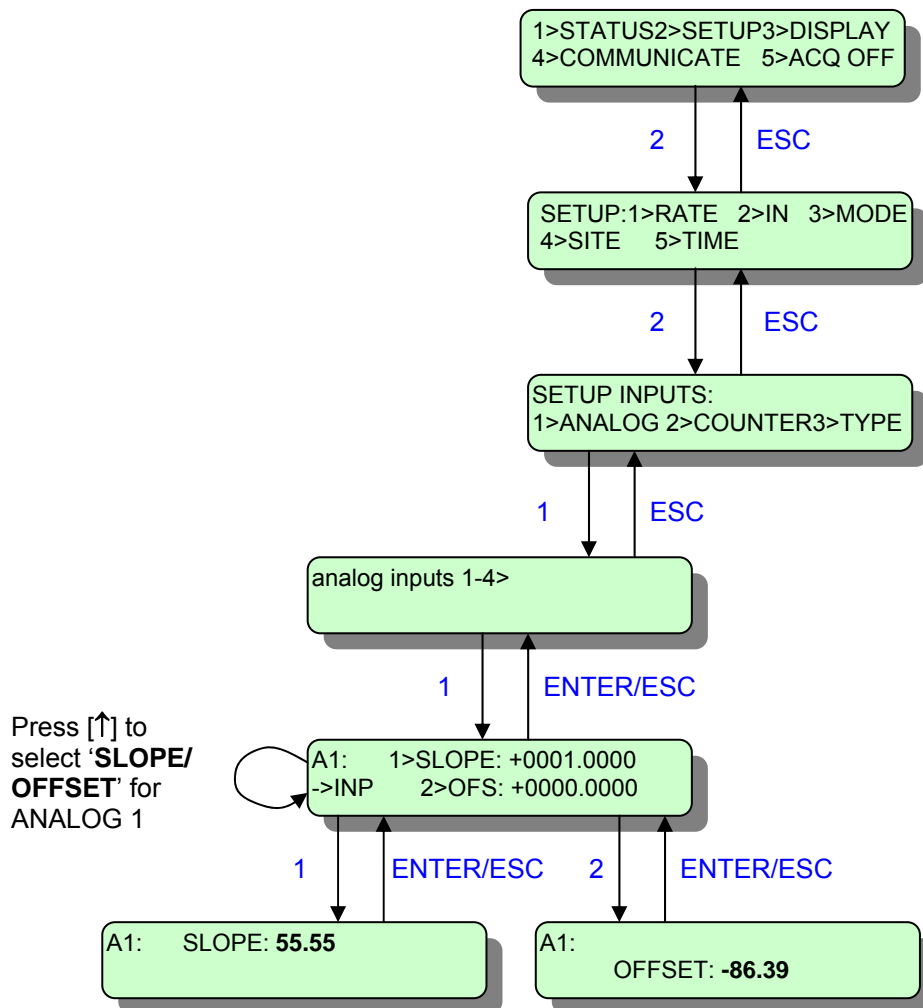 1>STATUS2>SETUP3>DISPLAY
4>COMMUNICATE 5>ACQ OFF
2
ESC
SETUP:1>RATE 2>IN 3>MODE
4>SITE 5>TIME
2
ESC
SETUP INPUTS:
1>ANALOG 2>COUNTER3>TYPE
1
ESC
analog inputs 1-4>
1
ENTER/ESC
Press [↑] to
select ‘SLOPE/
OFFSET’ for
ANALOG 1
A1: 1>SLOPE: +0001.0000
->INP 2>OFS: +0000.0000
1
ENTER/ESC
2
ENTER/ESC
A1: SLOPE: 55.55
A1:
OFFSET: -86.39